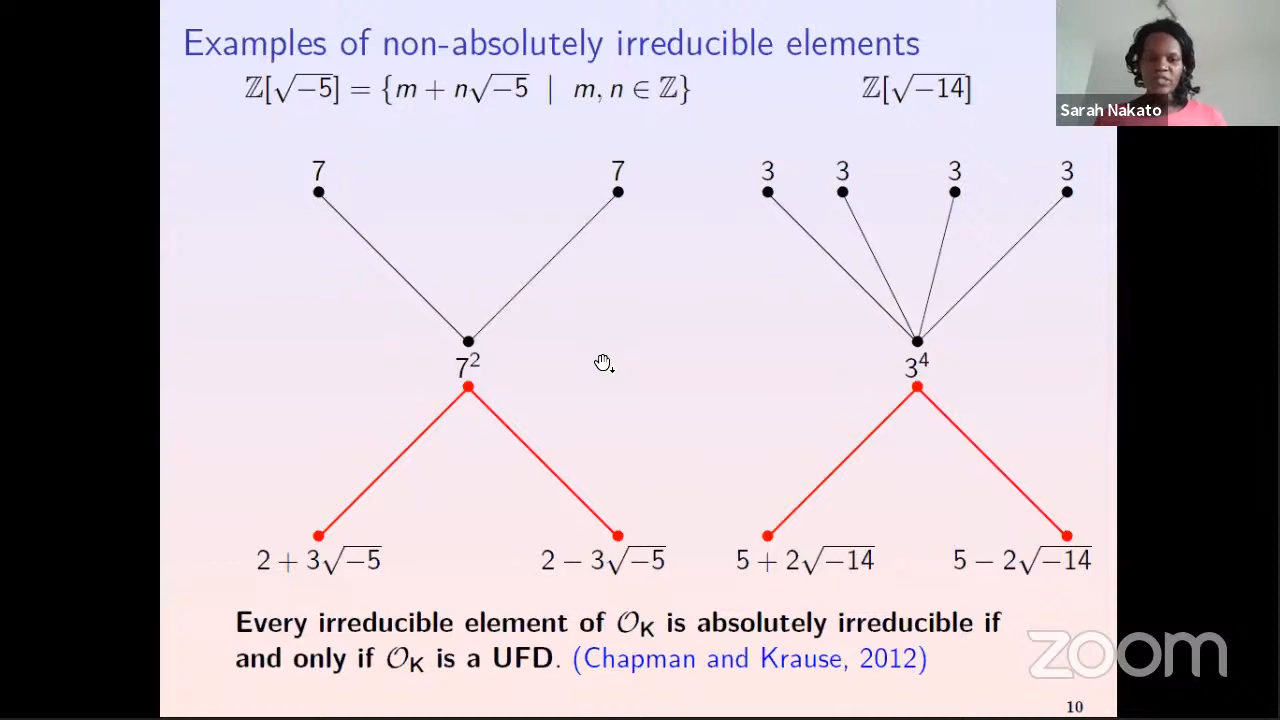 Examples of non-absolutely irreducible elements
ℤ[√−5] = {m + n√−5 | m, n ∈ ℤ}
ℤ[√−14]
Sarah Nakato
7
7
3
3
3
3
7²
3⁴
2 + 3√−5
2 − 3√−5
5 + 2√−14
5 − 2√−14
Every irreducible element of 𝒪_K is absolutely irreducible if
and only if 𝒪_K is a UFD. (Chapman and Krause, 2012)
zoom
10